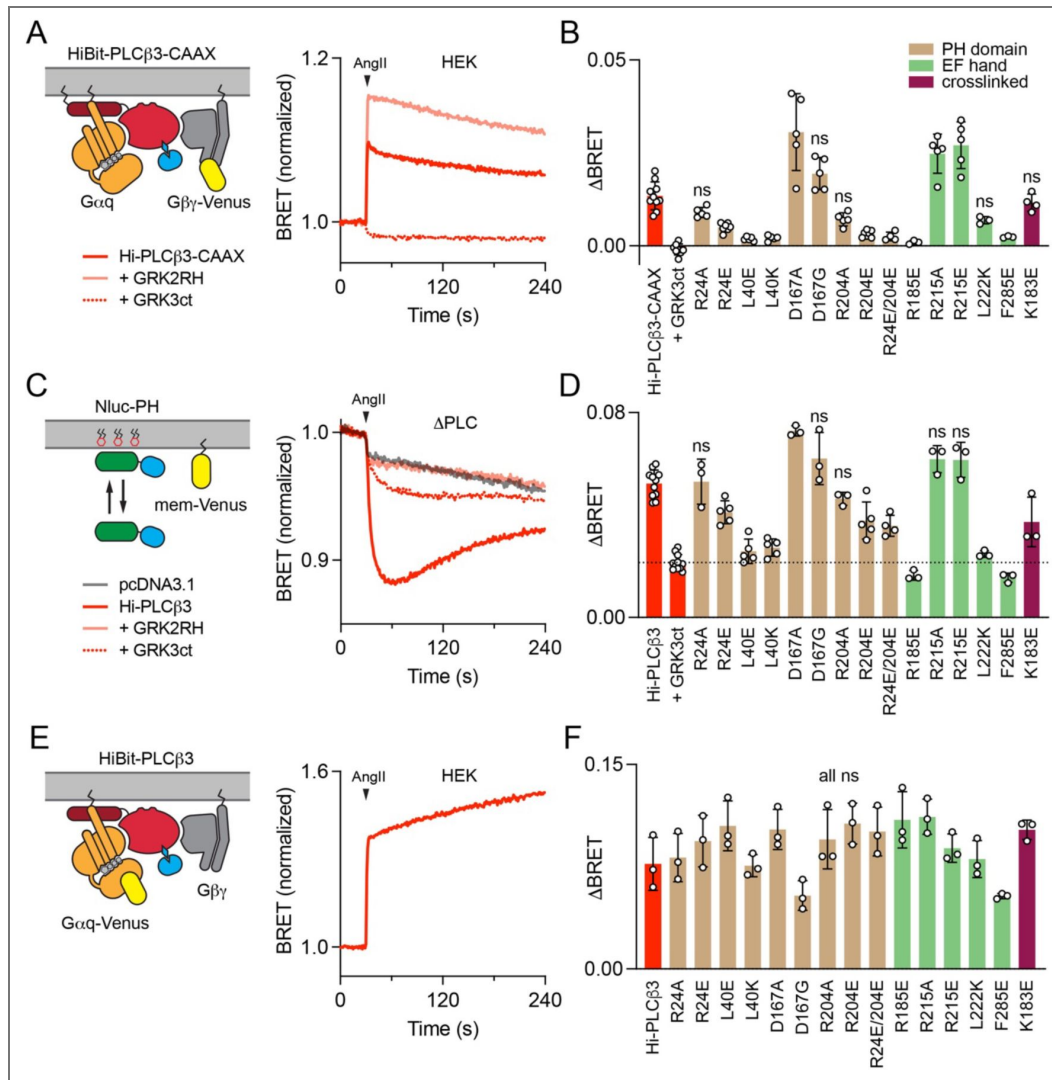 A
HiBit-PLCβ3-CAAX
Gαq
Gβγ-Venus
Hi-PLCβ3-CAAX
+ GRK2RH
+ GRK3ct
AngII
HEK
BRET (normalized)
1.2
1.0
0
120
240
Time (s)
B
PH domain
EF hand
crosslinked
ΔBRET
0.05
0.00
ns
ns
ns
ns
ns
Hi-PLCβ3-CAAX
+ GRK3ct
R24A
R24E
L40E
L40K
D167A
D167G
R204A
R204E
R24E/204E
R185E
R215A
R215E
L222K
F285E
K183E
C
Nluc-PH
mem-Venus
pcDNA3.1
Hi-PLCβ3
+ GRK2RH
+ GRK3ct
AngII
ΔPLC
BRET (normalized)
1.0
0.9
0
120
240
Time (s)
D
ΔBRET
0.08
0.00
ns
ns
ns
ns
ns
Hi-PLCβ3
+ GRK3ct
R24A
R24E
L40E
L40K
D167A
D167G
R204A
R204E
R24E/204E
R185E
R215A
R215E
L222K
F285E
K183E
E
HiBit-PLCβ3
Gβγ
Gαq-Venus
AngII
HEK
BRET (normalized)
1.6
1.0
0
120
240
Time (s)
F
ΔBRET
0.15
0.00
all ns
Hi-PLCβ3
R24A
R24E
L40E
L40K
D167A
D167G
R204A
R204E
R24E/204E
R185E
R215A
R215E
L222K
F285E
K183E